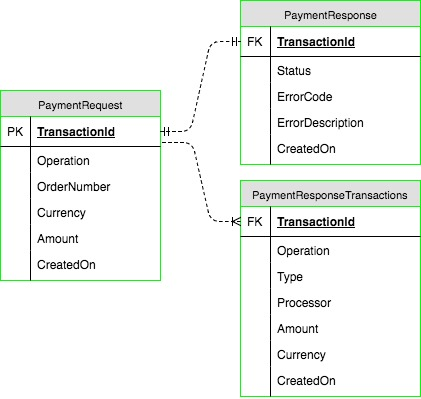 PaymentResponse
FK TransactionId
Status
ErrorCode
ErrorDescription
CreatedOn
PaymentRequest
PK TransactionId
Operation
OrderNumber
Currency
Amount
CreatedOn
PaymentResponseTransactions
FK TransactionId
Operation
Type
Processor
Amount
Currency
CreatedOn